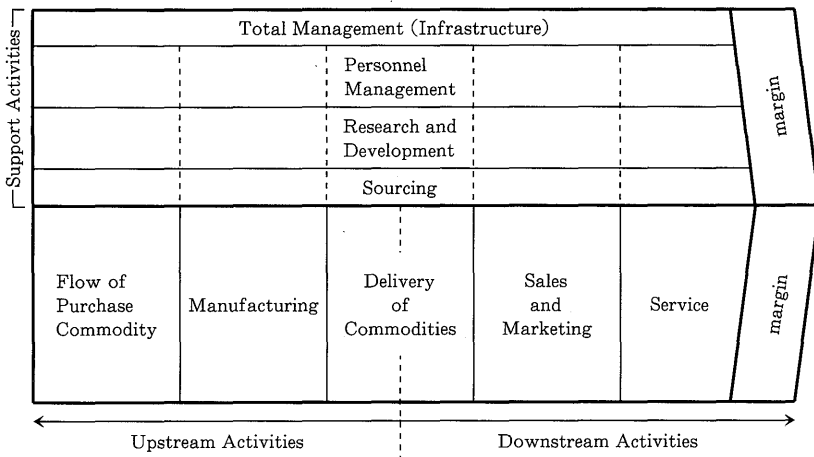 Support Activities
Total Management (Infrastructure)
Personnel
Management
Research and
Development
Sourcing
margin
Flow of
Purchase
Commodity
Manufacturing
Delivery
of
Commodities
Sales
and
Marketing
Service
margin
Upstream Activities
Downstream Activities